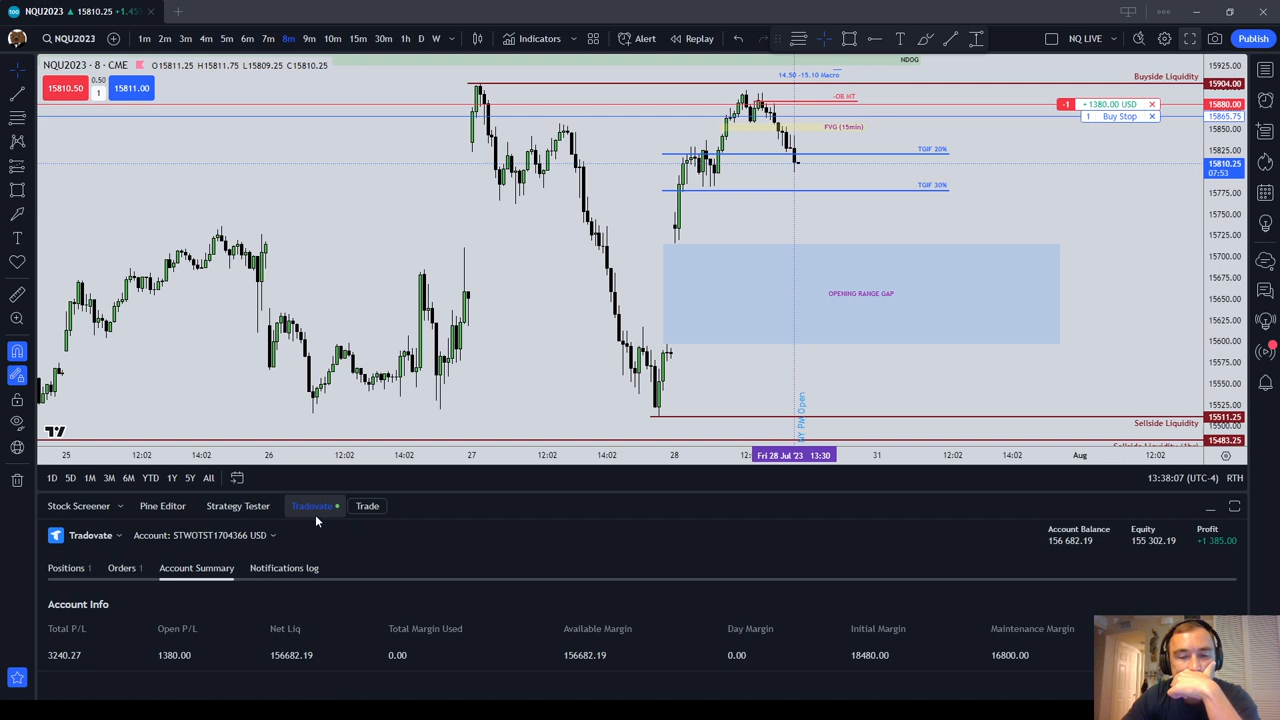 NQU2023 ▲ 15810.25 +1.45
NQU2023 1m 2m 3m 4m 5m 6m 7m 8m 9m 10m 15m 30m 1h D W Indicators Alert Replay NQ LIVE Publish
NQU2023 · 8 · CME O15811.25 H15811.75 L15809.25 C15810.25
15810.50 0.50 1 15811.00
NDOG
14.50 -15.10 Macro
Buyside Liquidity
-OB MT
-1 +1380.00 USD
1 Buy Stop
FVG (15min)
TGIF 20%
TGIF 30%
OPENING RANGE GAP
NY PM Open
Sellside Liquidity
15925.00
15904.00
15880.00
15865.75
15850.00
15825.00
15810.25
07:53
15775.00
15750.00
15725.00
15700.00
15675.00
15650.00
15625.00
15600.00
15575.00
15550.00
15525.00
15511.25
15500.00
15483.25
25 12:02 14:02 26 12:02 14:02 27 12:02 14:02 28 Fri 28 Jul '23 13:30 31 12:02 14:02 Aug 12:02
1D 5D 1M 3M 6M YTD 1Y 5Y All 13:38:07 (UTC-4) RTH
Stock Screener Pine Editor Strategy Tester Tradovate Trade
Tradovate Account: STWOTST1704366 USD
Account Balance Equity Profit
156 682.19 155 302.19 +1 385.00
Positions 1 Orders 1 Account Summary Notifications log
Account Info
Total P/L Open P/L Net Liq Total Margin Used Available Margin Day Margin Initial Margin Maintenance Margin
3240.27 1380.00 156682.19 0.00 156682.19 0.00 18480.00 16800.00